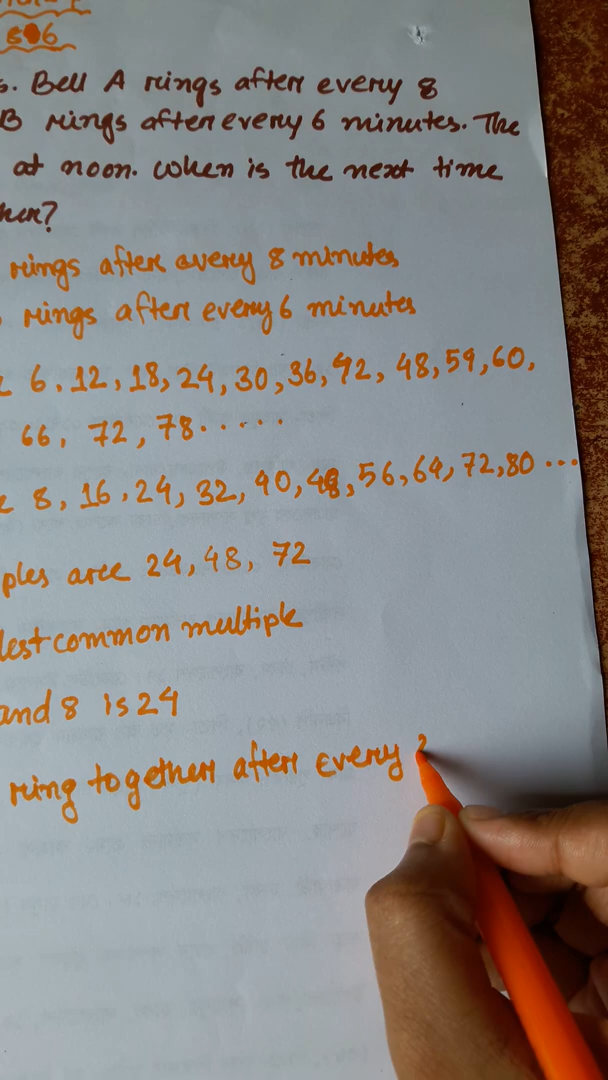 s. Bell A rings after every 8
B rings after every 6 minutes. The
at noon. When is the next time
her?
rings after every 8 minutes
rings after every 6 minutes
6, 12, 18, 24, 30, 36, 42, 48, 54, 60,
66, 72, 78.....
8, 16, 24, 32, 40, 48, 56, 64, 72, 80 ...
ples are 24, 48, 72
lest common multiple
and 8 is 24
ring together after every 2